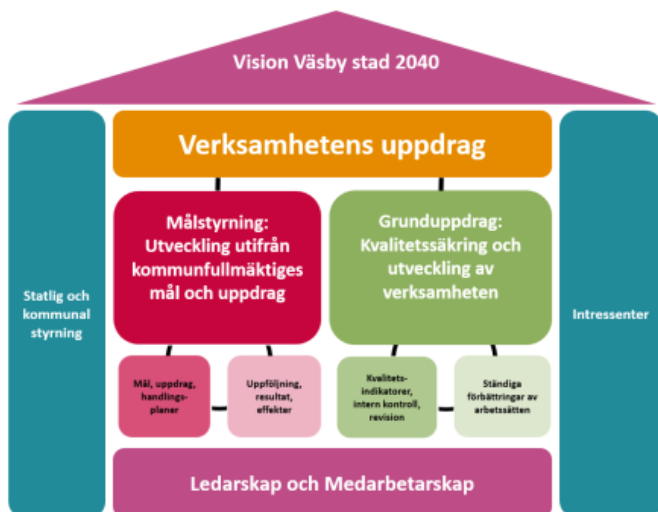 Vision Väsby stad 2040
Verksamhetens uppdrag
Statlig och
kommunal
styrning
Målstyrning:
Utveckling utifrån
kommunfullmäktiges
mål och uppdrag
Grunduppdrag:
Kvalitetssäkring och
utveckling av
verksamheten
Intressenter
Mål, uppdrag,
handlings-
planer
Uppföljning,
resultat,
effekter
Kvalitets-
indikatorer,
intern kontroll,
revision
Ständiga
förbättringar av
arbetssätten
Ledarskap och Medarbetarskap